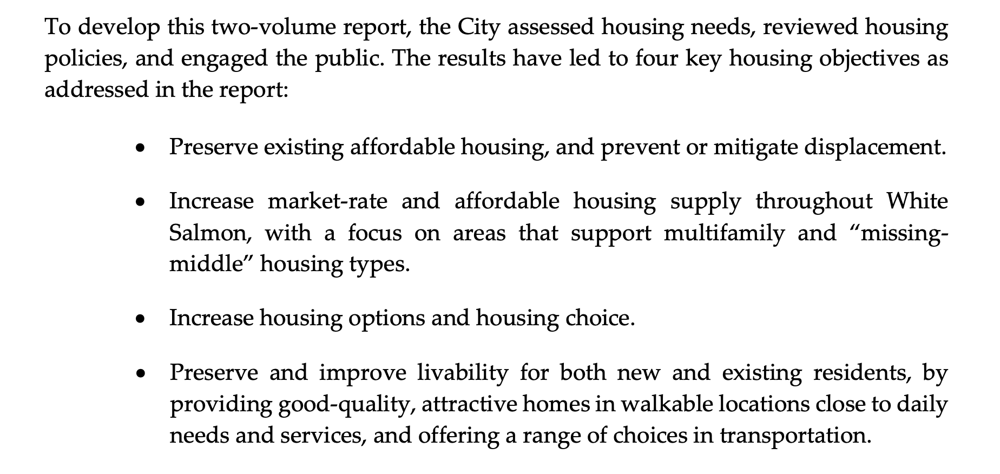 To develop this two-volume report, the City assessed housing needs, reviewed housing
policies, and engaged the public. The results have led to four key housing objectives as
addressed in the report:
• Preserve existing affordable housing, and prevent or mitigate displacement.
• Increase market-rate and affordable housing supply throughout White
Salmon, with a focus on areas that support multifamily and “missing-
middle” housing types.
• Increase housing options and housing choice.
• Preserve and improve livability for both new and existing residents, by
providing good-quality, attractive homes in walkable locations close to daily
needs and services, and offering a range of choices in transportation.